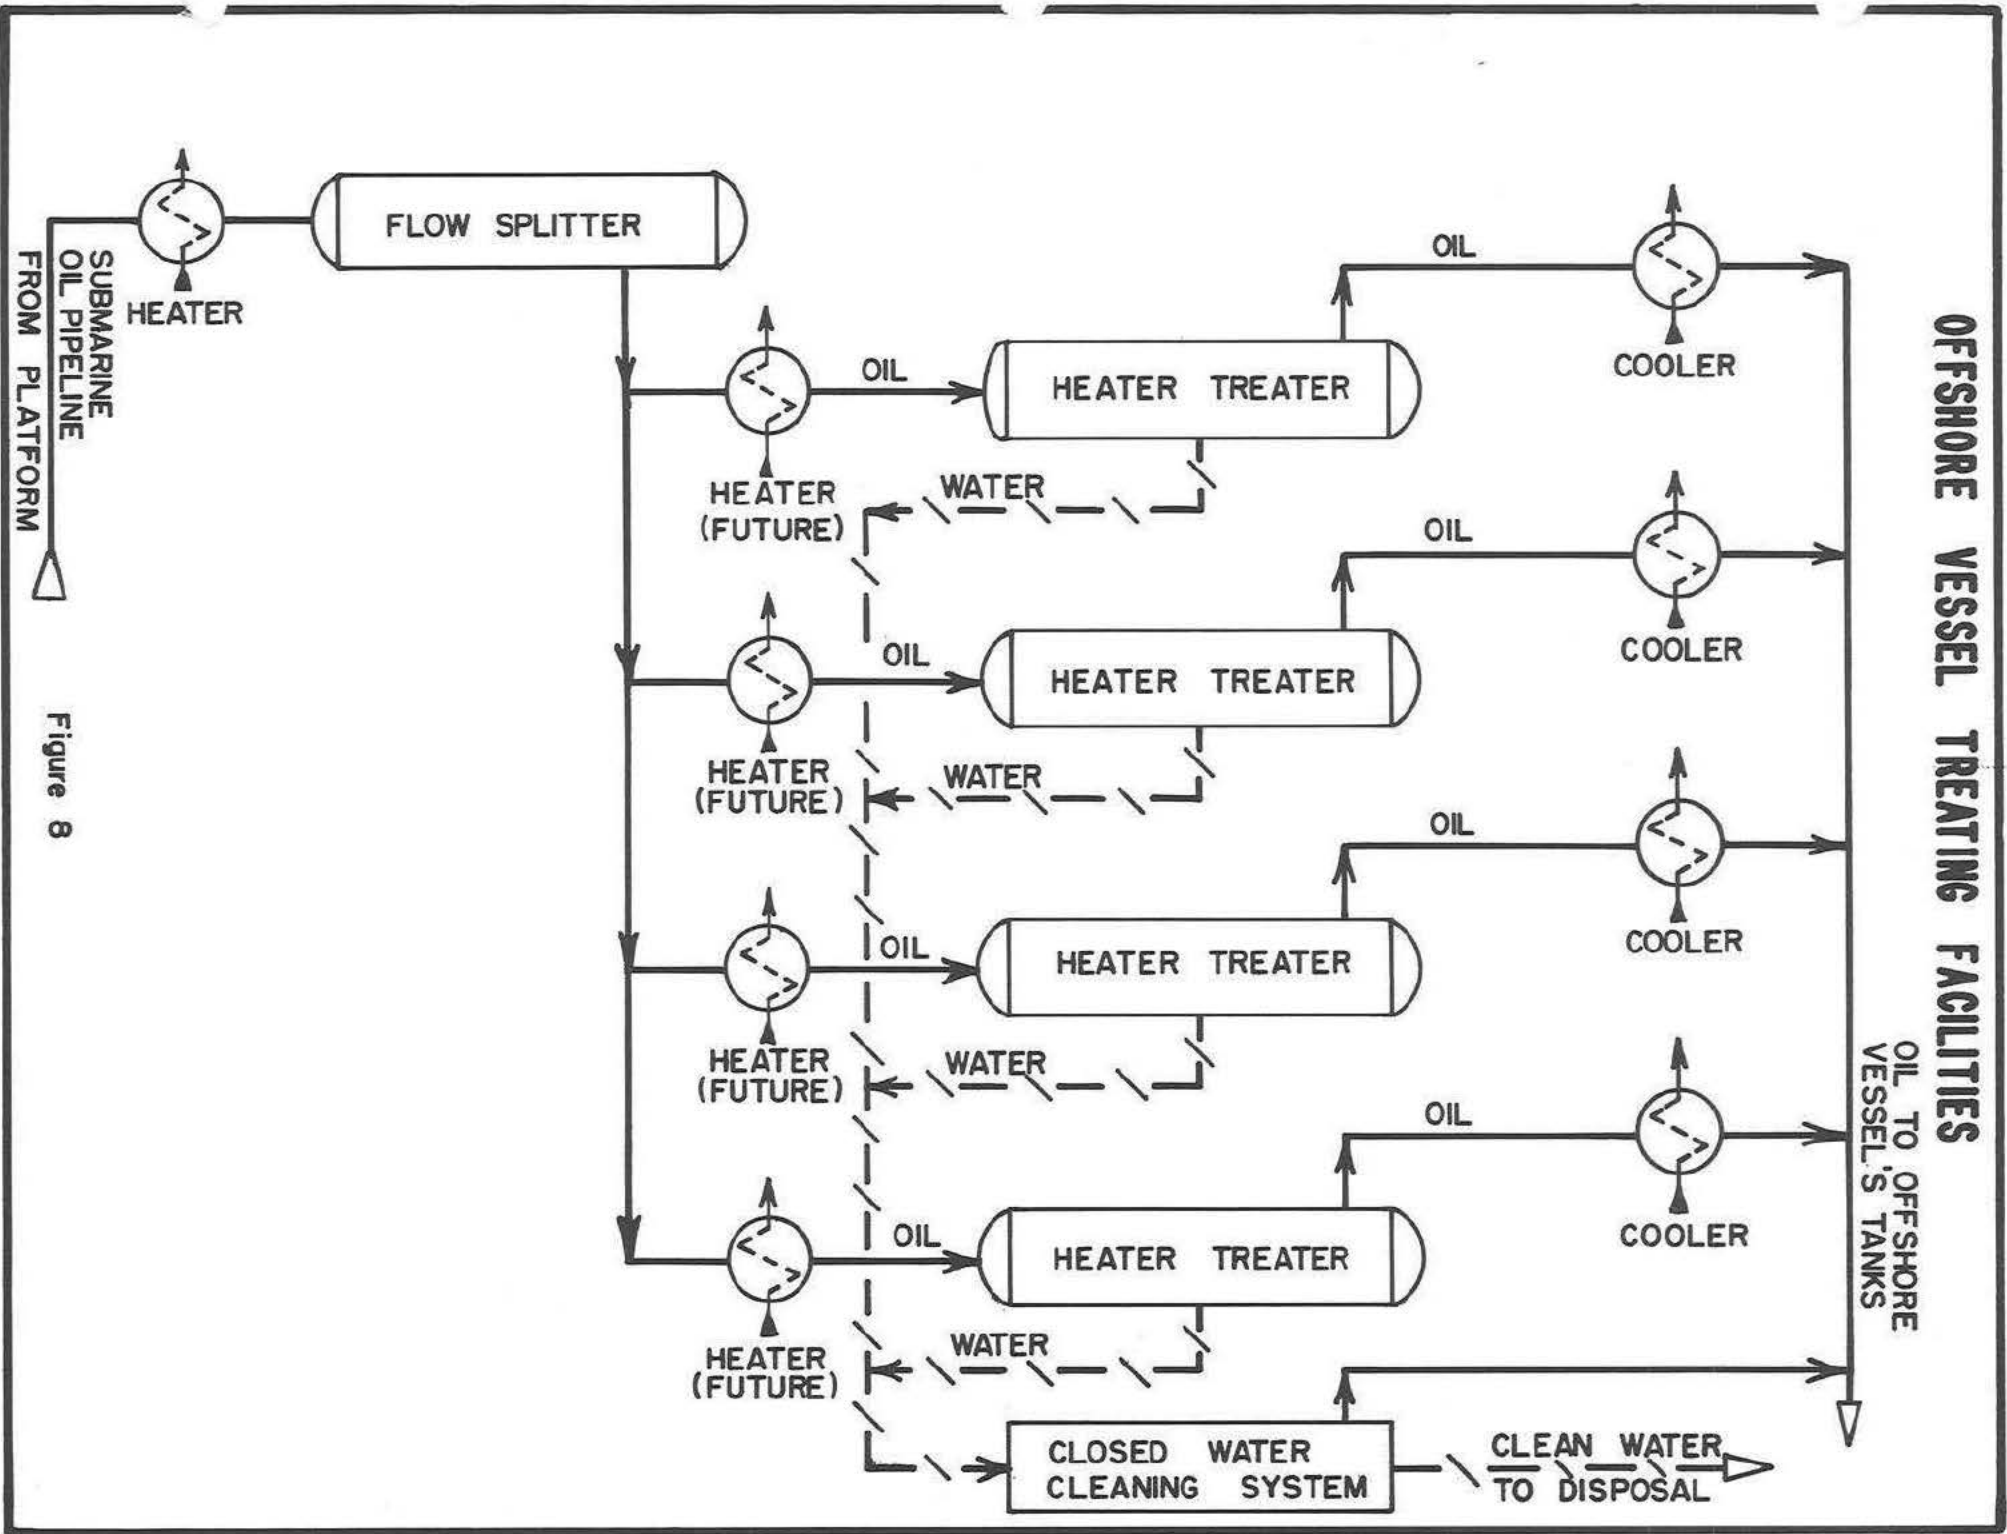 OFFSHORE VESSEL TREATING FACILITIES
SUBMARINE
OIL PIPELINE
FROM PLATFORM
HEATER
FLOW SPLITTER
HEATER
(FUTURE)
OIL
HEATER TREATER
WATER
OIL
COOLER
HEATER
(FUTURE)
OIL
HEATER TREATER
WATER
OIL
COOLER
HEATER
(FUTURE)
OIL
HEATER TREATER
WATER
OIL
COOLER
HEATER
(FUTURE)
OIL
HEATER TREATER
WATER
OIL
COOLER
OIL TO OFFSHORE
VESSEL'S TANKS
CLOSED WATER
CLEANING SYSTEM
CLEAN WATER
TO DISPOSAL
Figure 8